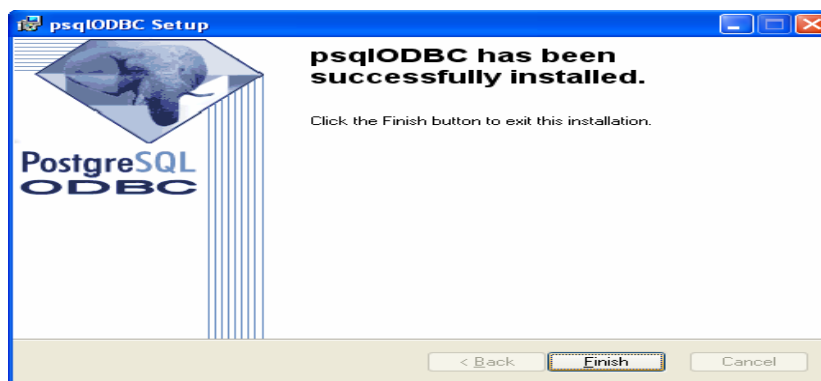 psqlODBC Setup
psqlODBC has been
successfully installed.
Click the Finish button to exit this installation.
PostgreSQL
ODBC
< Back
Finish
Cancel